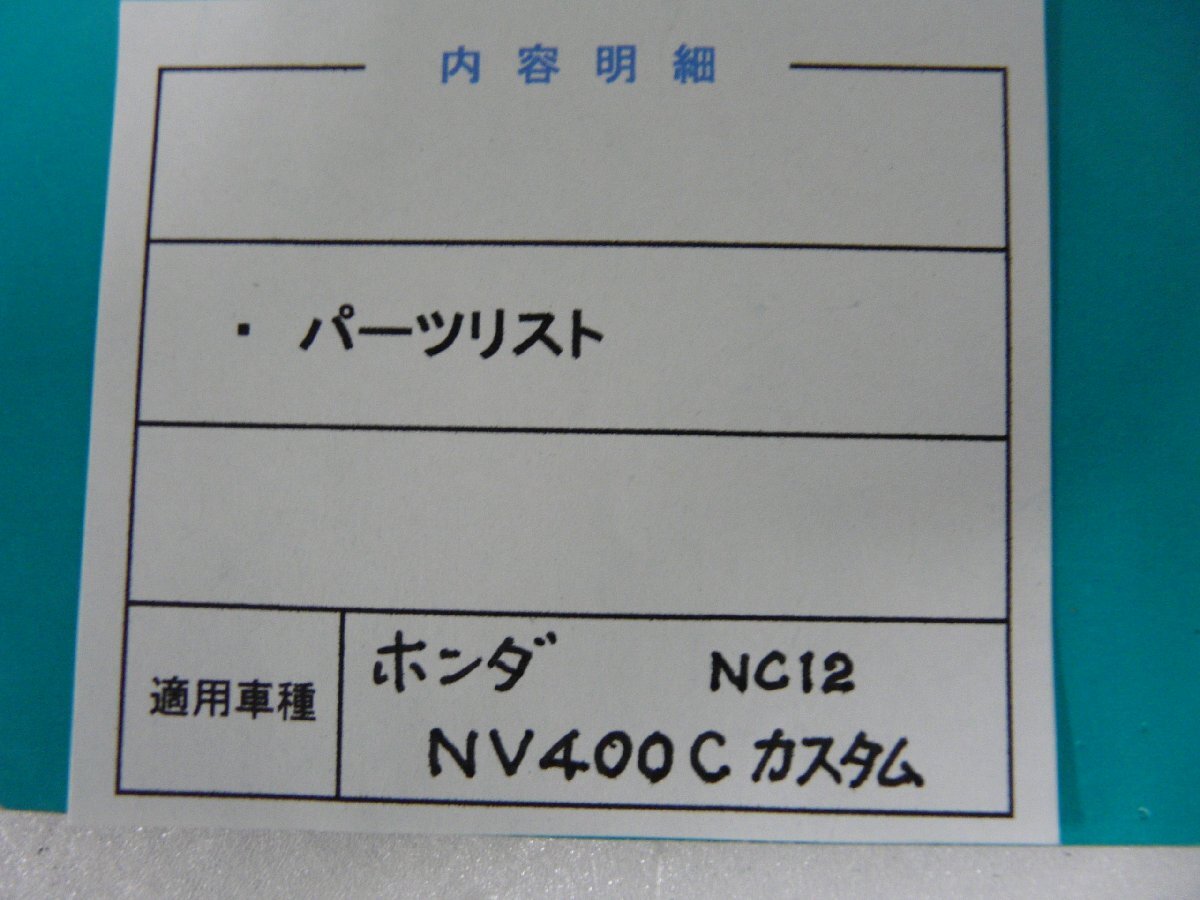 内容明細
・ パーツリスト
適用車種
ホンダ NC12
NV400C カスタム